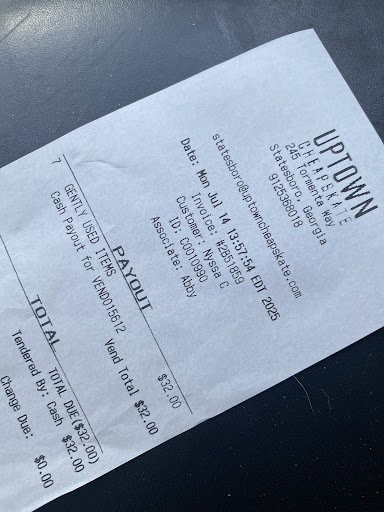 UPTOWN
CHEAPSKATE
245 Tormenta Way
Statesboro, Georgia
9125368018
statesboro@uptowncheapskate.com
Date: Mon Jul 14 13:57:54 EDT 2025
Invoice: #2851859
Customer: Nyssa C
ID: C0010990
Associate: Abby
PAYOUT
7 GENTLY USED ITEMS $32.00
Cash Payout for VEND015612
Vend Total $32.00
TOTAL
TOTAL DUE($32.00)
Tendered By: Cash $32.00
Change Due: $0.00